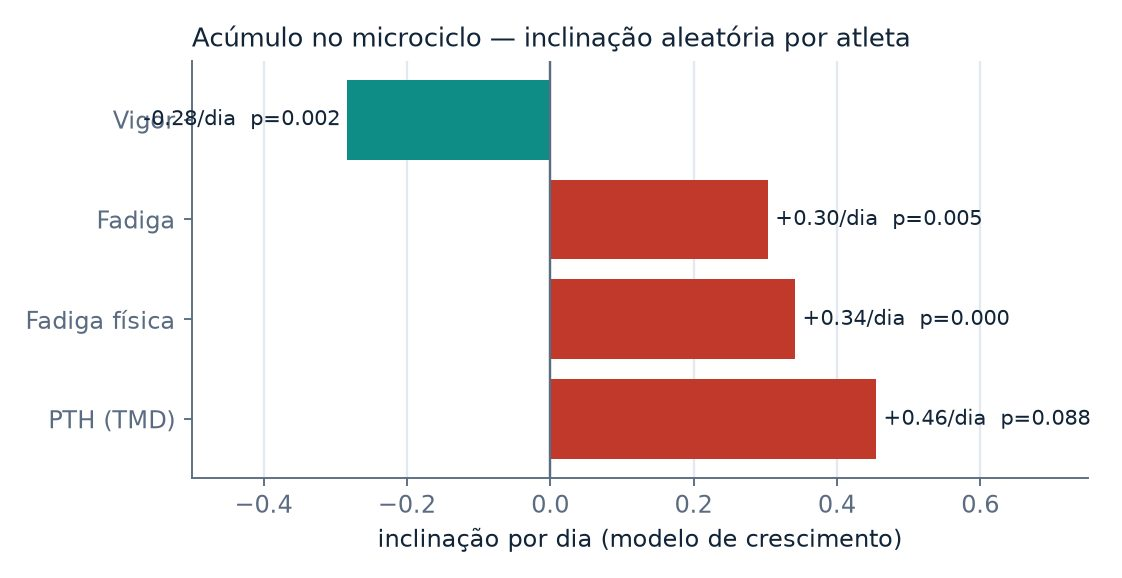 Acúmulo no microciclo — inclinação aleatória por atleta
Vigor
-0.28/dia  p=0.002
Fadiga
+0.30/dia  p=0.005
Fadiga física
+0.34/dia  p=0.000
PTH (TMD)
+0.46/dia  p=0.088
−0.4
−0.2
0.0
0.2
0.4
0.6
inclinação por dia (modelo de crescimento)